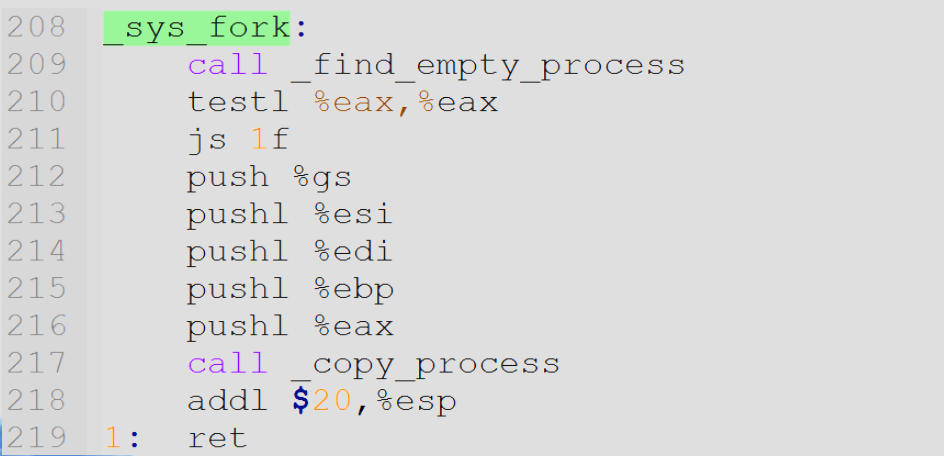 208 _sys_fork:
209 call _find_empty_process
210 testl %eax,%eax
211 js 1f
212 push %gs
213 pushl %esi
214 pushl %edi
215 pushl %ebp
216 pushl %eax
217 call _copy_process
218 addl $20,%esp
219 1: ret